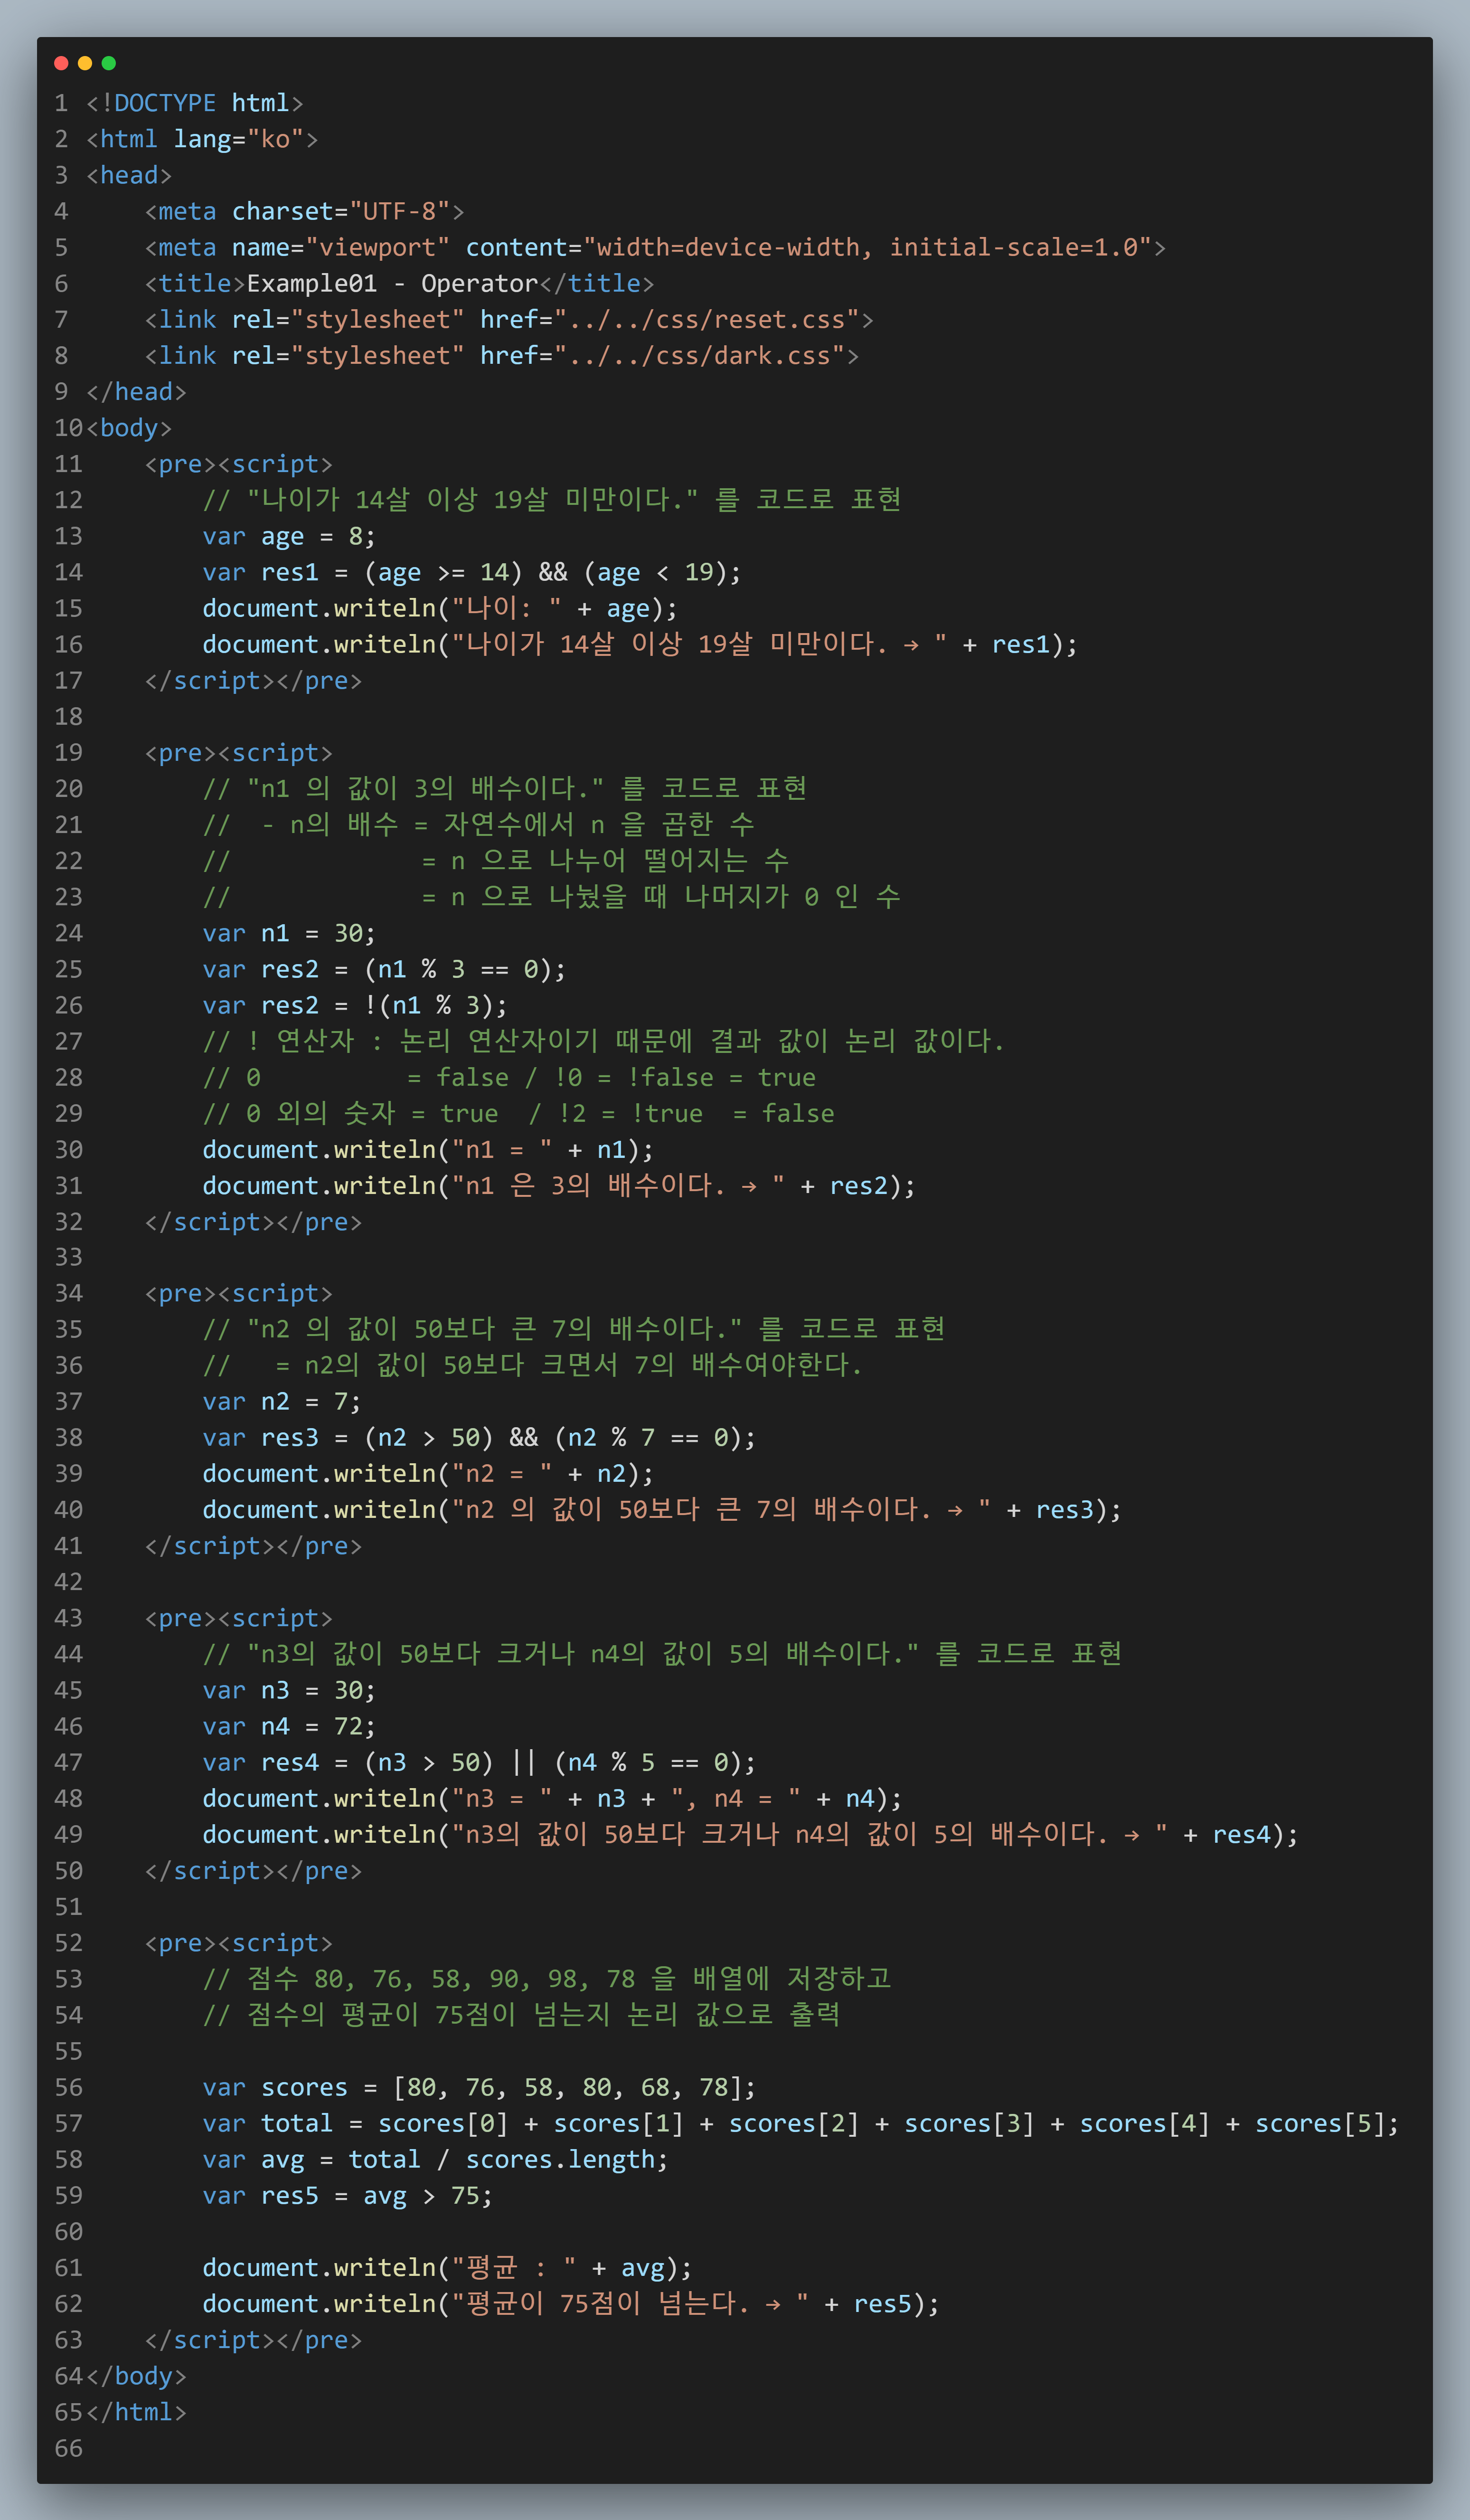 1 <!DOCTYPE html>
2 <html lang="ko">
3 <head>
4     <meta charset="UTF-8">
5     <meta name="viewport" content="width=device-width, initial-scale=1.0">
6     <title>Example01 - Operator</title>
7     <link rel="stylesheet" href="../../css/reset.css">
8     <link rel="stylesheet" href="../../css/dark.css">
9 </head>
10 <body>
11     <pre><script>
12         // "나이가 14살 이상 19살 미만이다." 를 코드로 표현
13         var age = 8;
14         var res1 = (age >= 14) && (age < 19);
15         document.writeln("나이: " + age);
16         document.writeln("나이가 14살 이상 19살 미만이다. → " + res1);
17     </script></pre>
18
19     <pre><script>
20         // "n1 의 값이 3의 배수이다." 를 코드로 표현
21         //  - n의 배수 = 자연수에서 n 을 곱한 수
22         //             = n 으로 나누어 떨어지는 수
23         //             = n 으로 나눴을 때 나머지가 0 인 수
24         var n1 = 30;
25         var res2 = (n1 % 3 == 0);
26         var res2 = !(n1 % 3);
27         // ! 연산자 : 논리 연산자이기 때문에 결과 값이 논리 값이다.
28         // 0          = false / !0 = !false = true
29         // 0 외의 숫자 = true  / !2 = !true  = false
30         document.writeln("n1 = " + n1);
31         document.writeln("n1 은 3의 배수이다. → " + res2);
32     </script></pre>
33
34     <pre><script>
35         // "n2 의 값이 50보다 큰 7의 배수이다." 를 코드로 표현
36         //   = n2의 값이 50보다 크면서 7의 배수여야한다.
37         var n2 = 7;
38         var res3 = (n2 > 50) && (n2 % 7 == 0);
39         document.writeln("n2 = " + n2);
40         document.writeln("n2 의 값이 50보다 큰 7의 배수이다. → " + res3);
41     </script></pre>
42
43     <pre><script>
44         // "n3의 값이 50보다 크거나 n4의 값이 5의 배수이다." 를 코드로 표현
45         var n3 = 30;
46         var n4 = 72;
47         var res4 = (n3 > 50) || (n4 % 5 == 0);
48         document.writeln("n3 = " + n3 + ", n4 = " + n4);
49         document.writeln("n3의 값이 50보다 크거나 n4의 값이 5의 배수이다. → " + res4);
50     </script></pre>
51
52     <pre><script>
53         // 점수 80, 76, 58, 90, 98, 78 을 배열에 저장하고
54         // 점수의 평균이 75점이 넘는지 논리 값으로 출력
55
56         var scores = [80, 76, 58, 80, 68, 78];
57         var total = scores[0] + scores[1] + scores[2] + scores[3] + scores[4] + scores[5];
58         var avg = total / scores.length;
59         var res5 = avg > 75;
60
61         document.writeln("평균 : " + avg);
62         document.writeln("평균이 75점이 넘는다. → " + res5);
63     </script></pre>
64 </body>
65 </html>
66